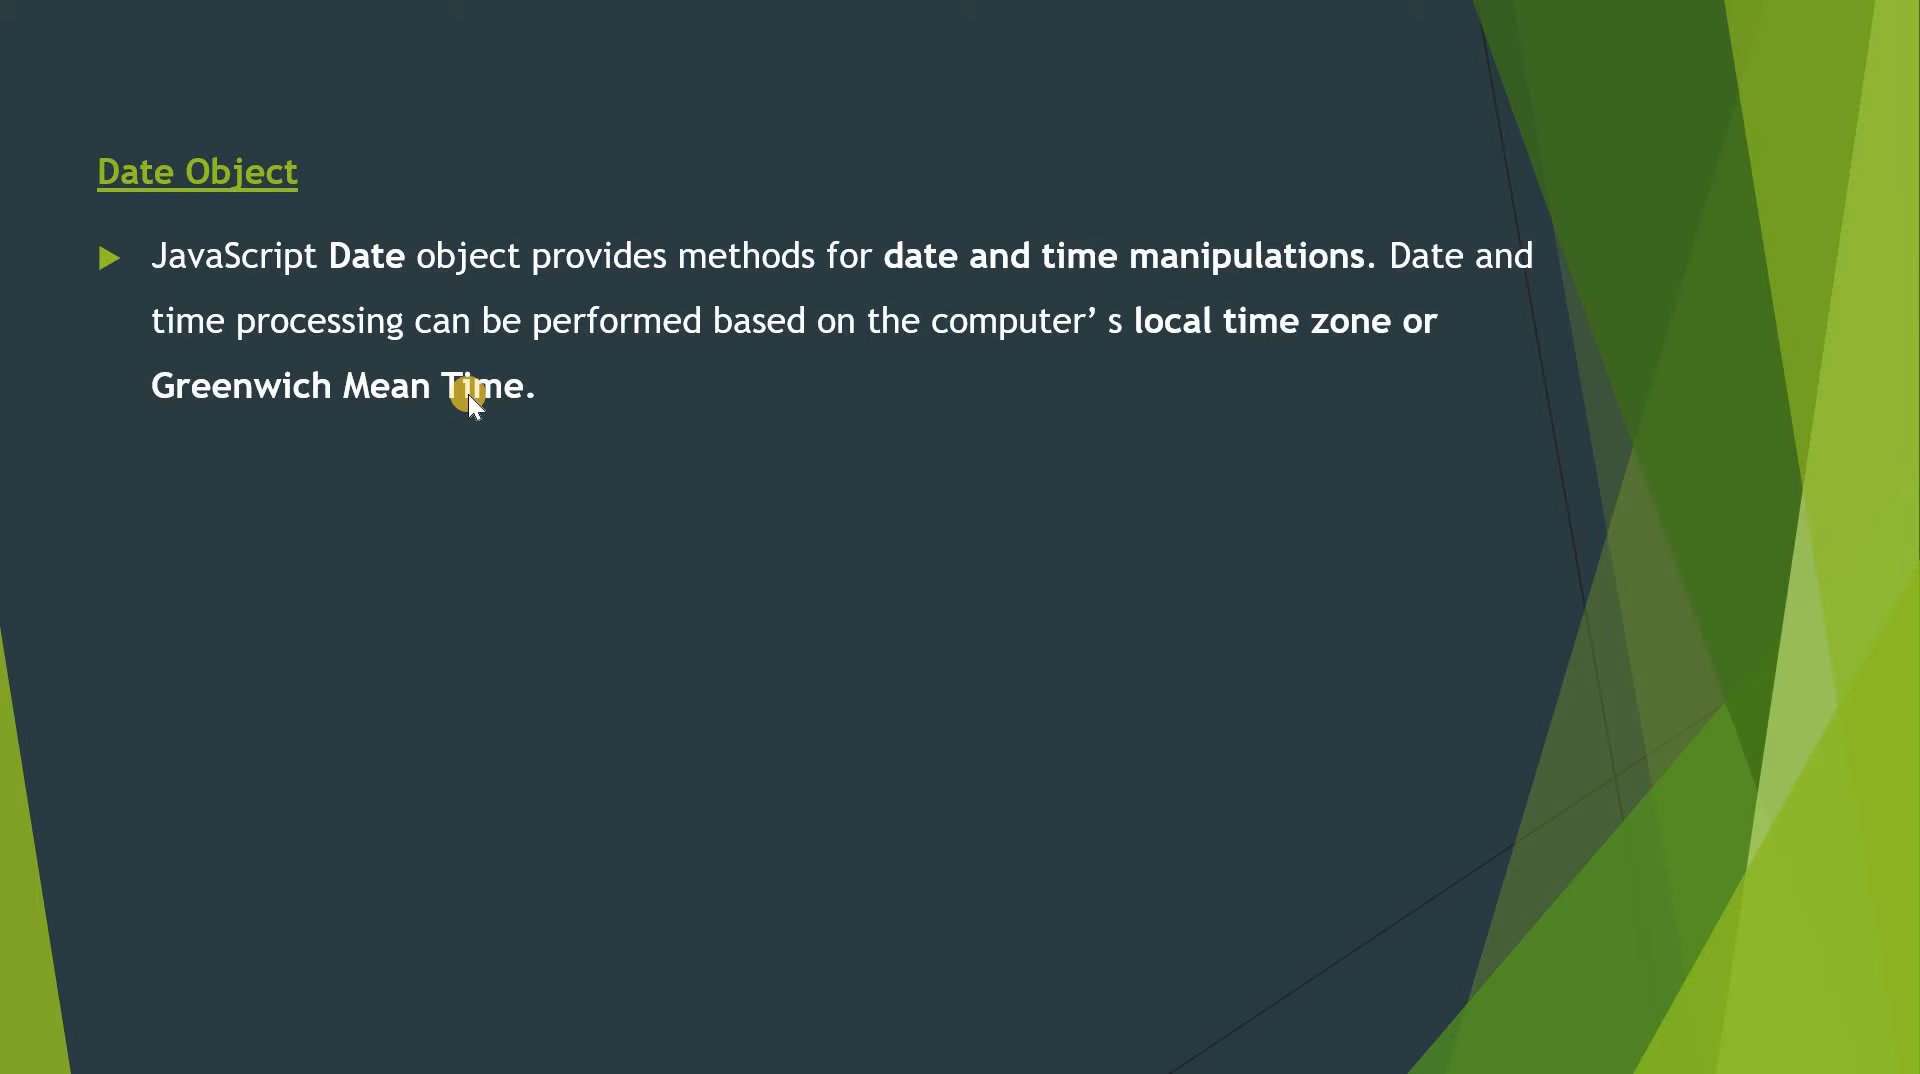 Date Object
JavaScript Date object provides methods for date and time manipulations. Date and
time processing can be performed based on the computer’ s local time zone or
Greenwich Mean Time.